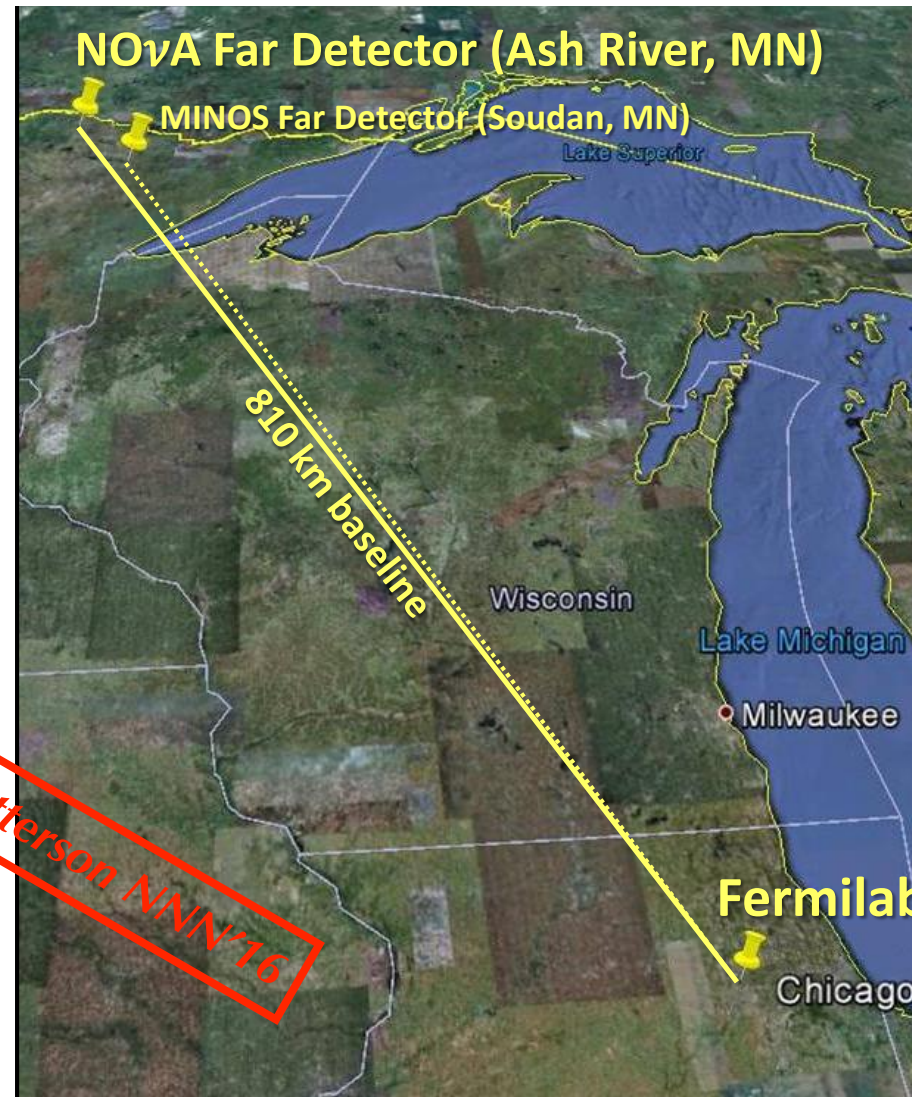 NOνA Far Detector (Ash River, MN)
MINOS Far Detector (Soudan, MN)
Lake Superior
810 km baseline
Wisconsin
Lake Michigan
Milwaukee
Fermilab
Chicago
tterson NNN'16